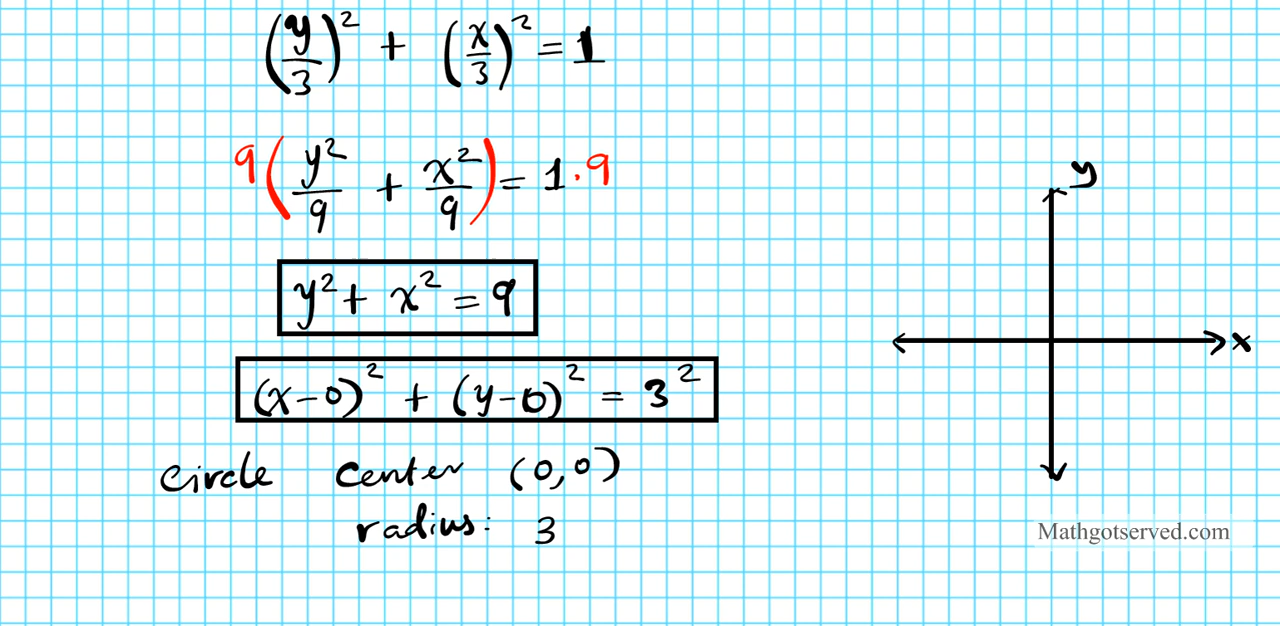 (y/3)² + (x/3)² = 1
9(y²/9 + x²/9) = 1·9
y² + x² = 9
(x-0)² + (y-0)² = 3²
Circle Center (0,0)
radius: 3
y
x
Mathgotserved.com